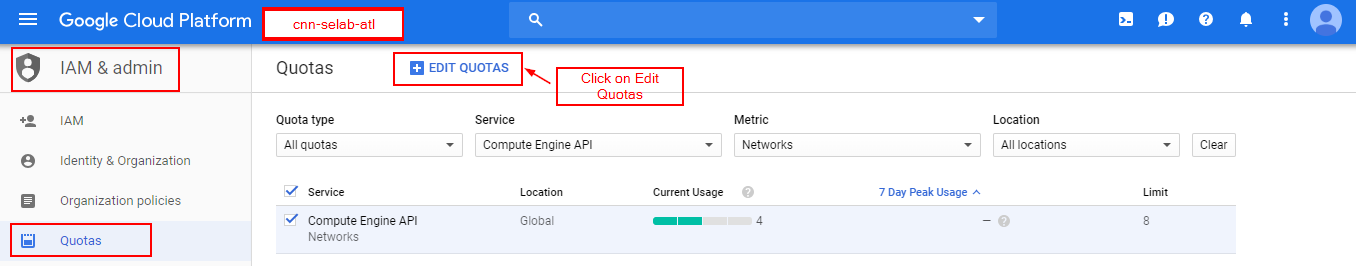 Google Cloud Platform
cnn-selab-atl
IAM & admin
Quotas
EDIT QUOTAS
Click on Edit
Quotas
IAM
Identity & Organization
Organization policies
Quotas
Quota type
Service
Metric
Location
All quotas
Compute Engine API
Networks
All locations
Clear
Service
Location
Current Usage
7 Day Peak Usage
Limit
Compute Engine API
Global
4
–
8
Networks